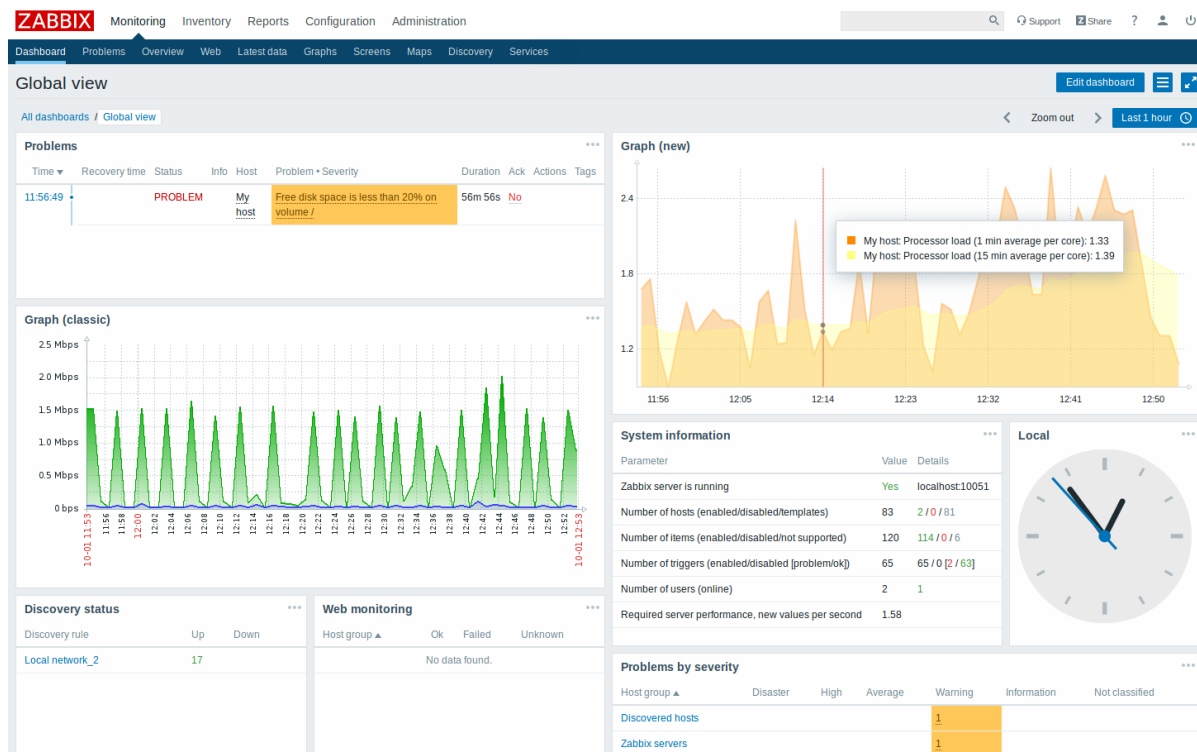 ZABBIX Monitoring Inventory Reports Configuration Administration Support Z Share ?
Dashboard Problems Overview Web Latest data Graphs Screens Maps Discovery Services
Global view Edit dashboard
All dashboards / Global view Zoom out Last 1 hour
Problems
Time Recovery time Status Info Host Problem • Severity Duration Ack Actions Tags
11:56:49 PROBLEM My host Free disk space is less than 20% on volume / 56m 56s No
Graph (new)
2.4
1.8
1.2
My host: Processor load (1 min average per core): 1.33
My host: Processor load (15 min average per core): 1.39
11:56 12:05 12:14 12:23 12:32 12:41 12:50
Graph (classic)
2.5 Mbps
2.0 Mbps
1.5 Mbps
1.0 Mbps
0.5 Mbps
0 bps
10-01 11:53 11:56 11:58 12:00 12:02 12:04 12:06 12:08 12:10 12:12 12:14 12:16 12:18 12:20 12:22 12:24 12:26 12:28 12:30 12:32 12:34 12:36 12:38 12:40 12:42 12:44 12:46 12:48 12:50 12:52 10-01 12:53
System information
Parameter Value Details
Zabbix server is running Yes localhost:10051
Number of hosts (enabled/disabled/templates) 83 2 / 0 / 81
Number of items (enabled/disabled/not supported) 120 114 / 0 / 6
Number of triggers (enabled/disabled [problem/ok]) 65 65 / 0 [2 / 63]
Number of users (online) 2 1
Required server performance, new values per second 1.58
Local
Discovery status
Discovery rule Up Down
Local network_2 17
Web monitoring
Host group Ok Failed Unknown
No data found.
Problems by severity
Host group Disaster High Average Warning Information Not classified
Discovered hosts 1
Zabbix servers 1